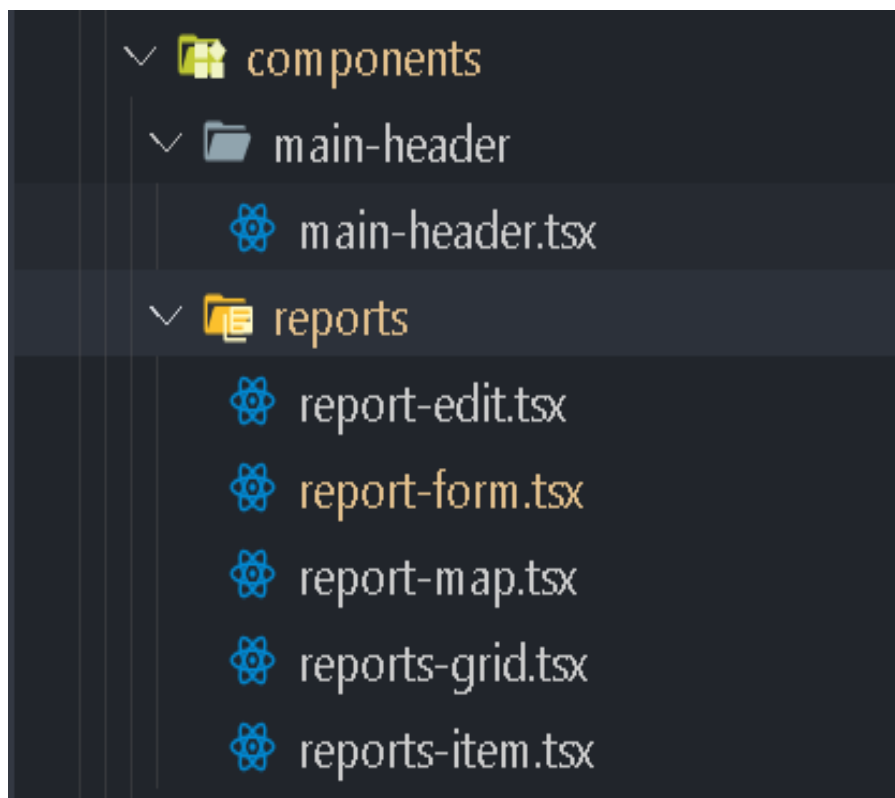 components
main-header
main-header.tsx
reports
report-edit.tsx
report-form.tsx
report-map.tsx
reports-grid.tsx
reports-item.tsx